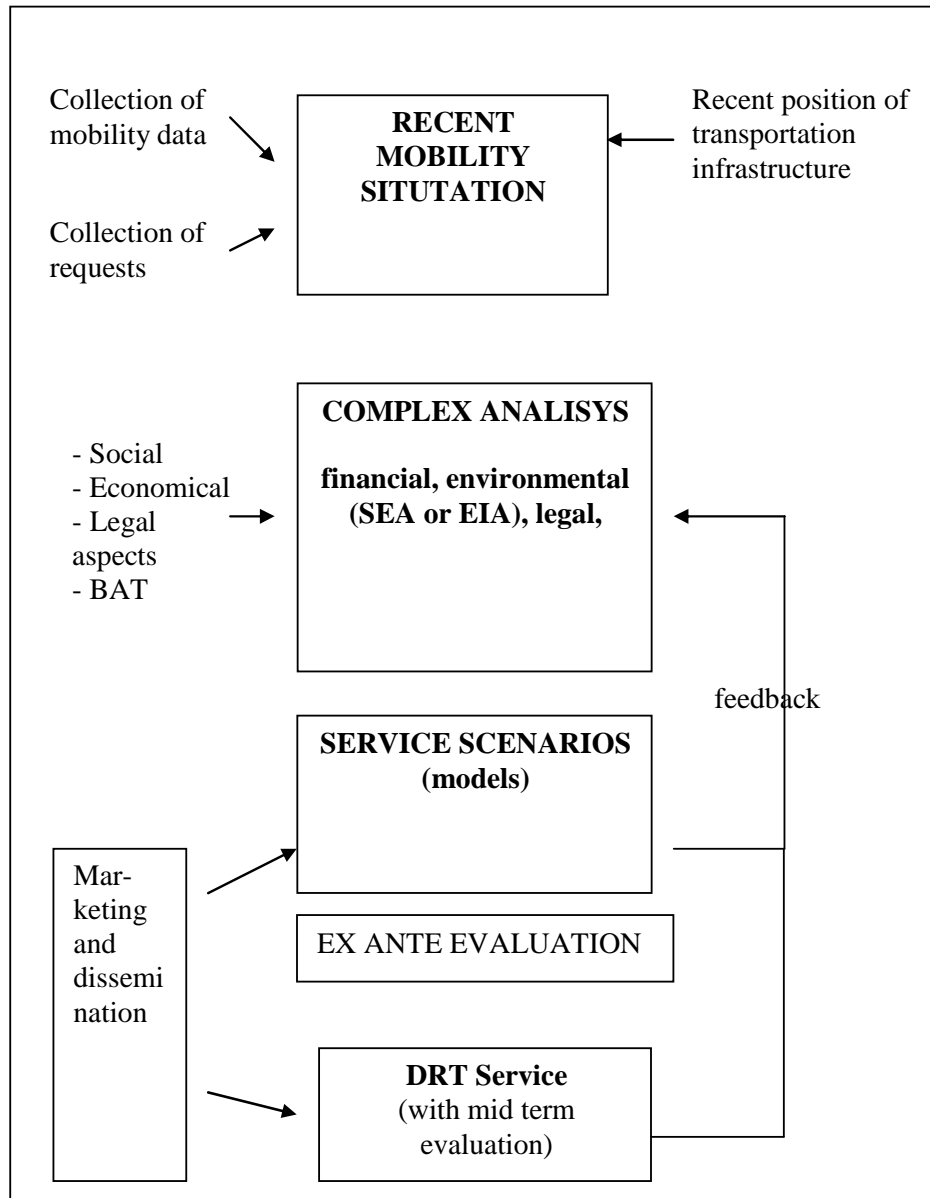 Collection of
mobility data
RECENT
MOBILITY
SITUTATION
Recent position of
transportation
infrastructure
Collection of
requests
COMPLEX ANALISYS
financial, environmental
(SEA or EIA), legal,
- Social
- Economical
- Legal
aspects
- BAT
feedback
SERVICE SCENARIOS
(models)
Mar-
keting
and
dissemi
nation
EX ANTE EVALUATION
DRT Service
(with mid term
evaluation)